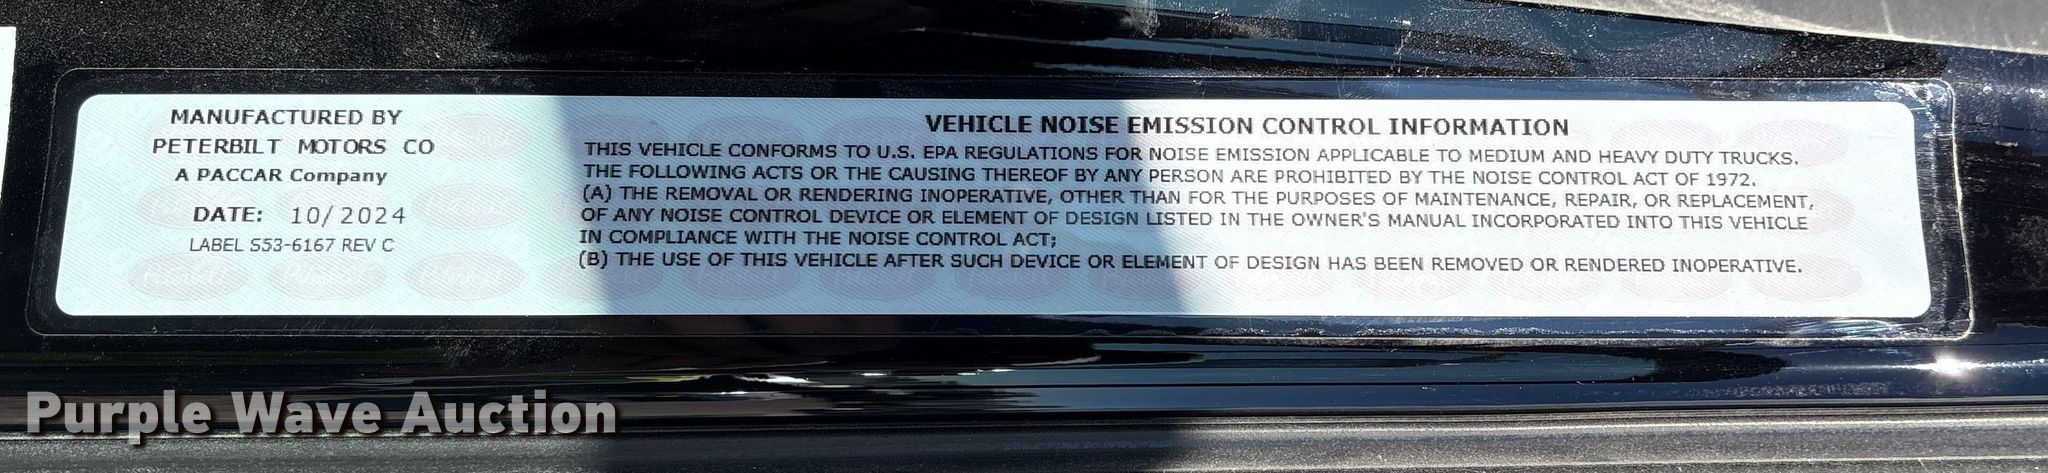 MANUFACTURED BY
PETERBILT MOTORS CO
A PACCAR Company
DATE: 10/2024
LABEL S53-6167 REV C
VEHICLE NOISE EMISSION CONTROL INFORMATION
THIS VEHICLE CONFORMS TO U.S. EPA REGULATIONS FOR NOISE EMISSION APPLICABLE TO MEDIUM AND HEAVY DUTY TRUCKS.
THE FOLLOWING ACTS OR THE CAUSING THEREOF BY ANY PERSON ARE PROHIBITED BY THE NOISE CONTROL ACT OF 1972.
(A) THE REMOVAL OR RENDERING INOPERATIVE, OTHER THAN FOR THE PURPOSES OF MAINTENANCE, REPAIR, OR REPLACEMENT,
OF ANY NOISE CONTROL DEVICE OR ELEMENT OF DESIGN LISTED IN THE OWNER'S MANUAL INCORPORATED INTO THIS VEHICLE
IN COMPLIANCE WITH THE NOISE CONTROL ACT;
(B) THE USE OF THIS VEHICLE AFTER SUCH DEVICE OR ELEMENT OF DESIGN HAS BEEN REMOVED OR RENDERED INOPERATIVE.
Purple Wave Auction